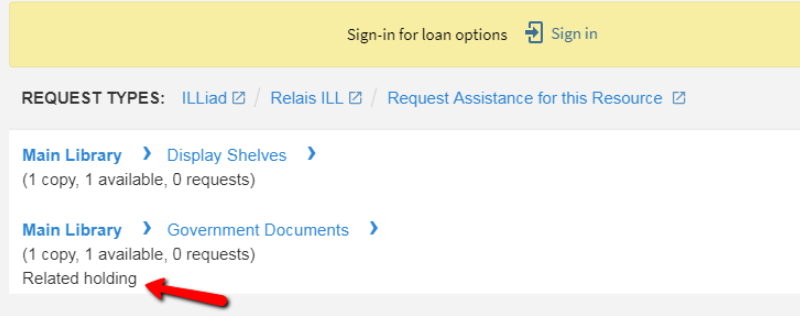 Sign-in for loan options Sign in
REQUEST TYPES: ILLiad / Relais ILL / Request Assistance for this Resource
Main Library > Display Shelves >
(1 copy, 1 available, 0 requests)
Main Library > Government Documents >
(1 copy, 1 available, 0 requests)
Related holding